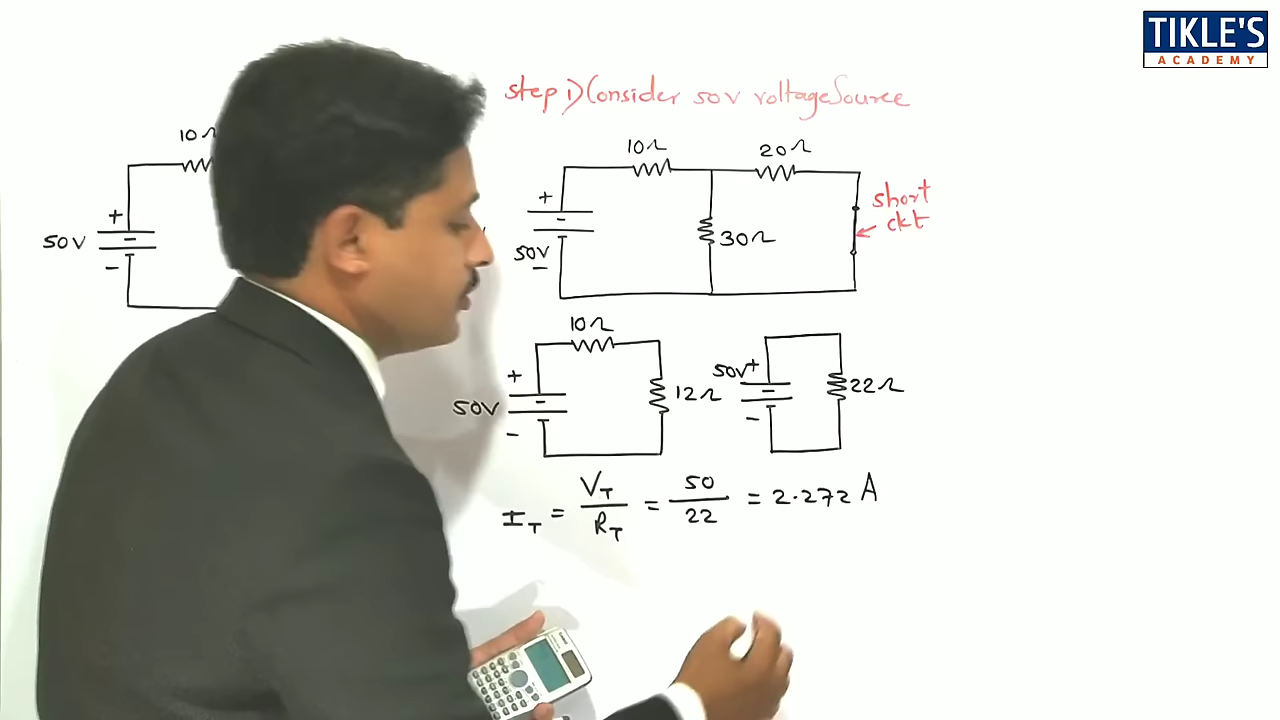 TIKLE'S
ACADEMY
step 1) Consider 50V voltage Source
10Ω
50V
+
-
10Ω
20Ω
+
50V
-
30Ω
short
ckt
10Ω
+
50V
-
12Ω
50V+
-
22Ω
I_T = V_T / R_T = 50 / 22 = 2.272 A